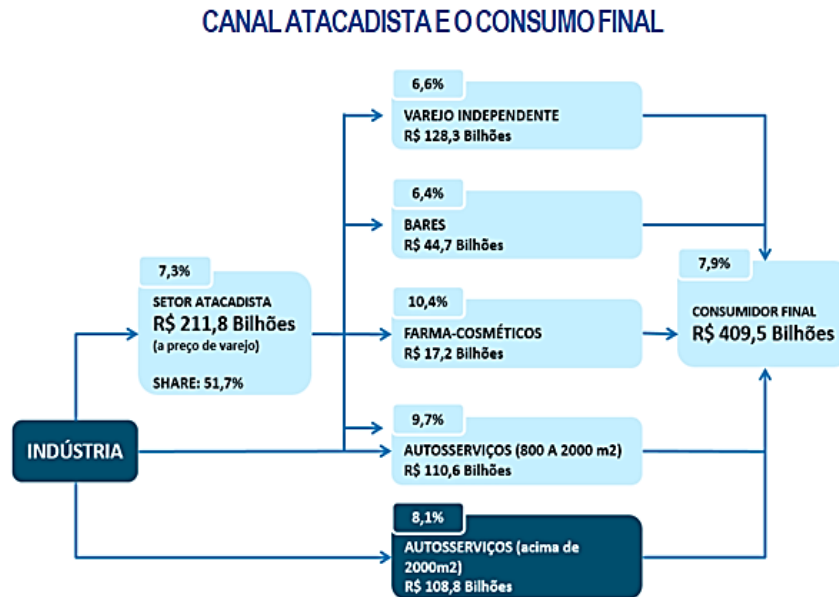 CANAL ATACADISTA E O CONSUMO FINAL
6,6%
VAREJO INDEPENDENTE
R$ 128,3 Bilhões
6,4%
BARES
R$ 44,7 Bilhões
7,3%
SETOR ATACADISTA
R$ 211,8 Bilhões
(a preço de varejo)
SHARE: 51,7%
10,4%
FARMA-COSMÉTICOS
R$ 17,2 Bilhões
7,9%
CONSUMIDOR FINAL
R$ 409,5 Bilhões
INDÚSTRIA
9,7%
AUTOSSERVIÇOS (800 A 2000 m2)
R$ 110,6 Bilhões
8,1%
AUTOSSERVIÇOS (acima de
2000m2)
R$ 108,8 Bilhões